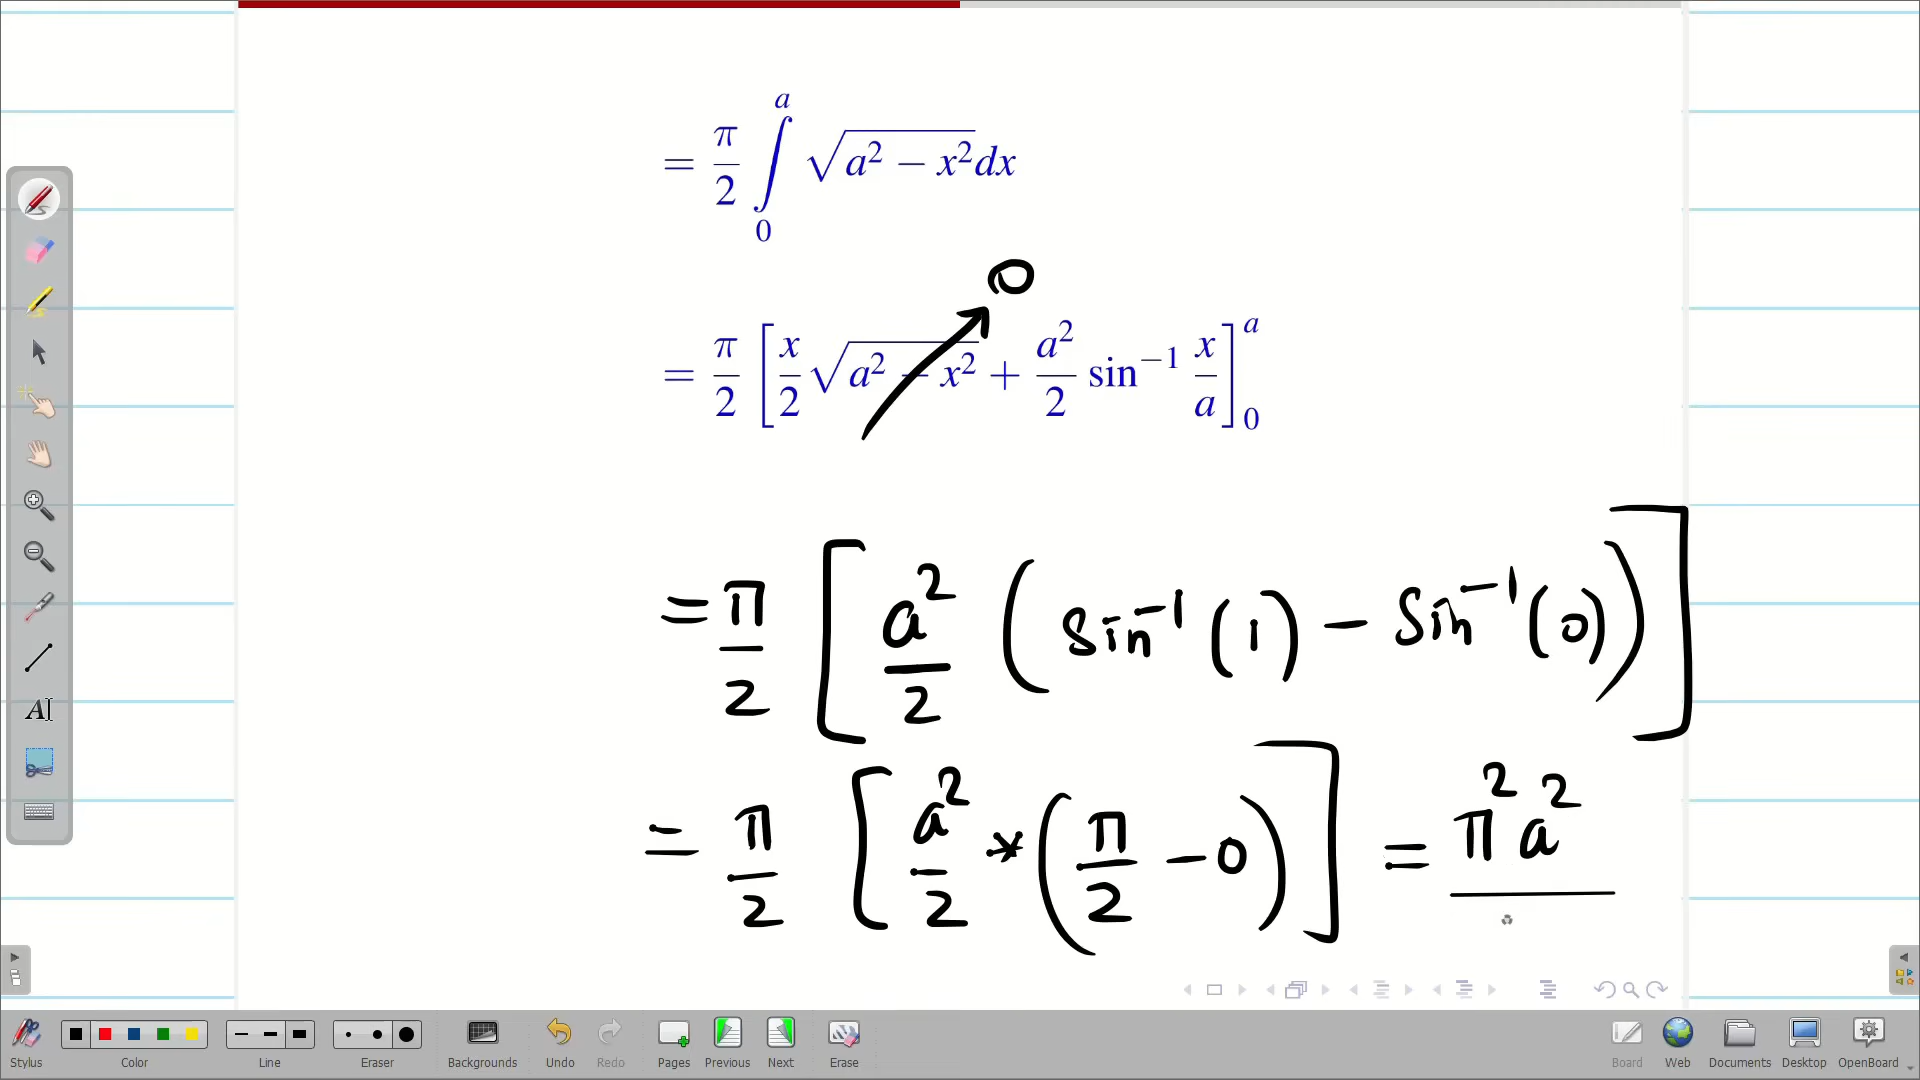 = π/2 ∫₀ᵃ √(a² − x²) dx
0
= π/2 [x/2 √(a² − x²) + a²/2 sin⁻¹ x/a]₀ᵃ
= π/2 [a²/2 (sin⁻¹(1) − sin⁻¹(0))]
= π/2 [a²/2 * (π/2 − 0)] = π²a²/
A
Stylus Color Line Eraser Backgrounds Undo Redo Pages Previous Next Erase Board Web Documents Desktop OpenBoard